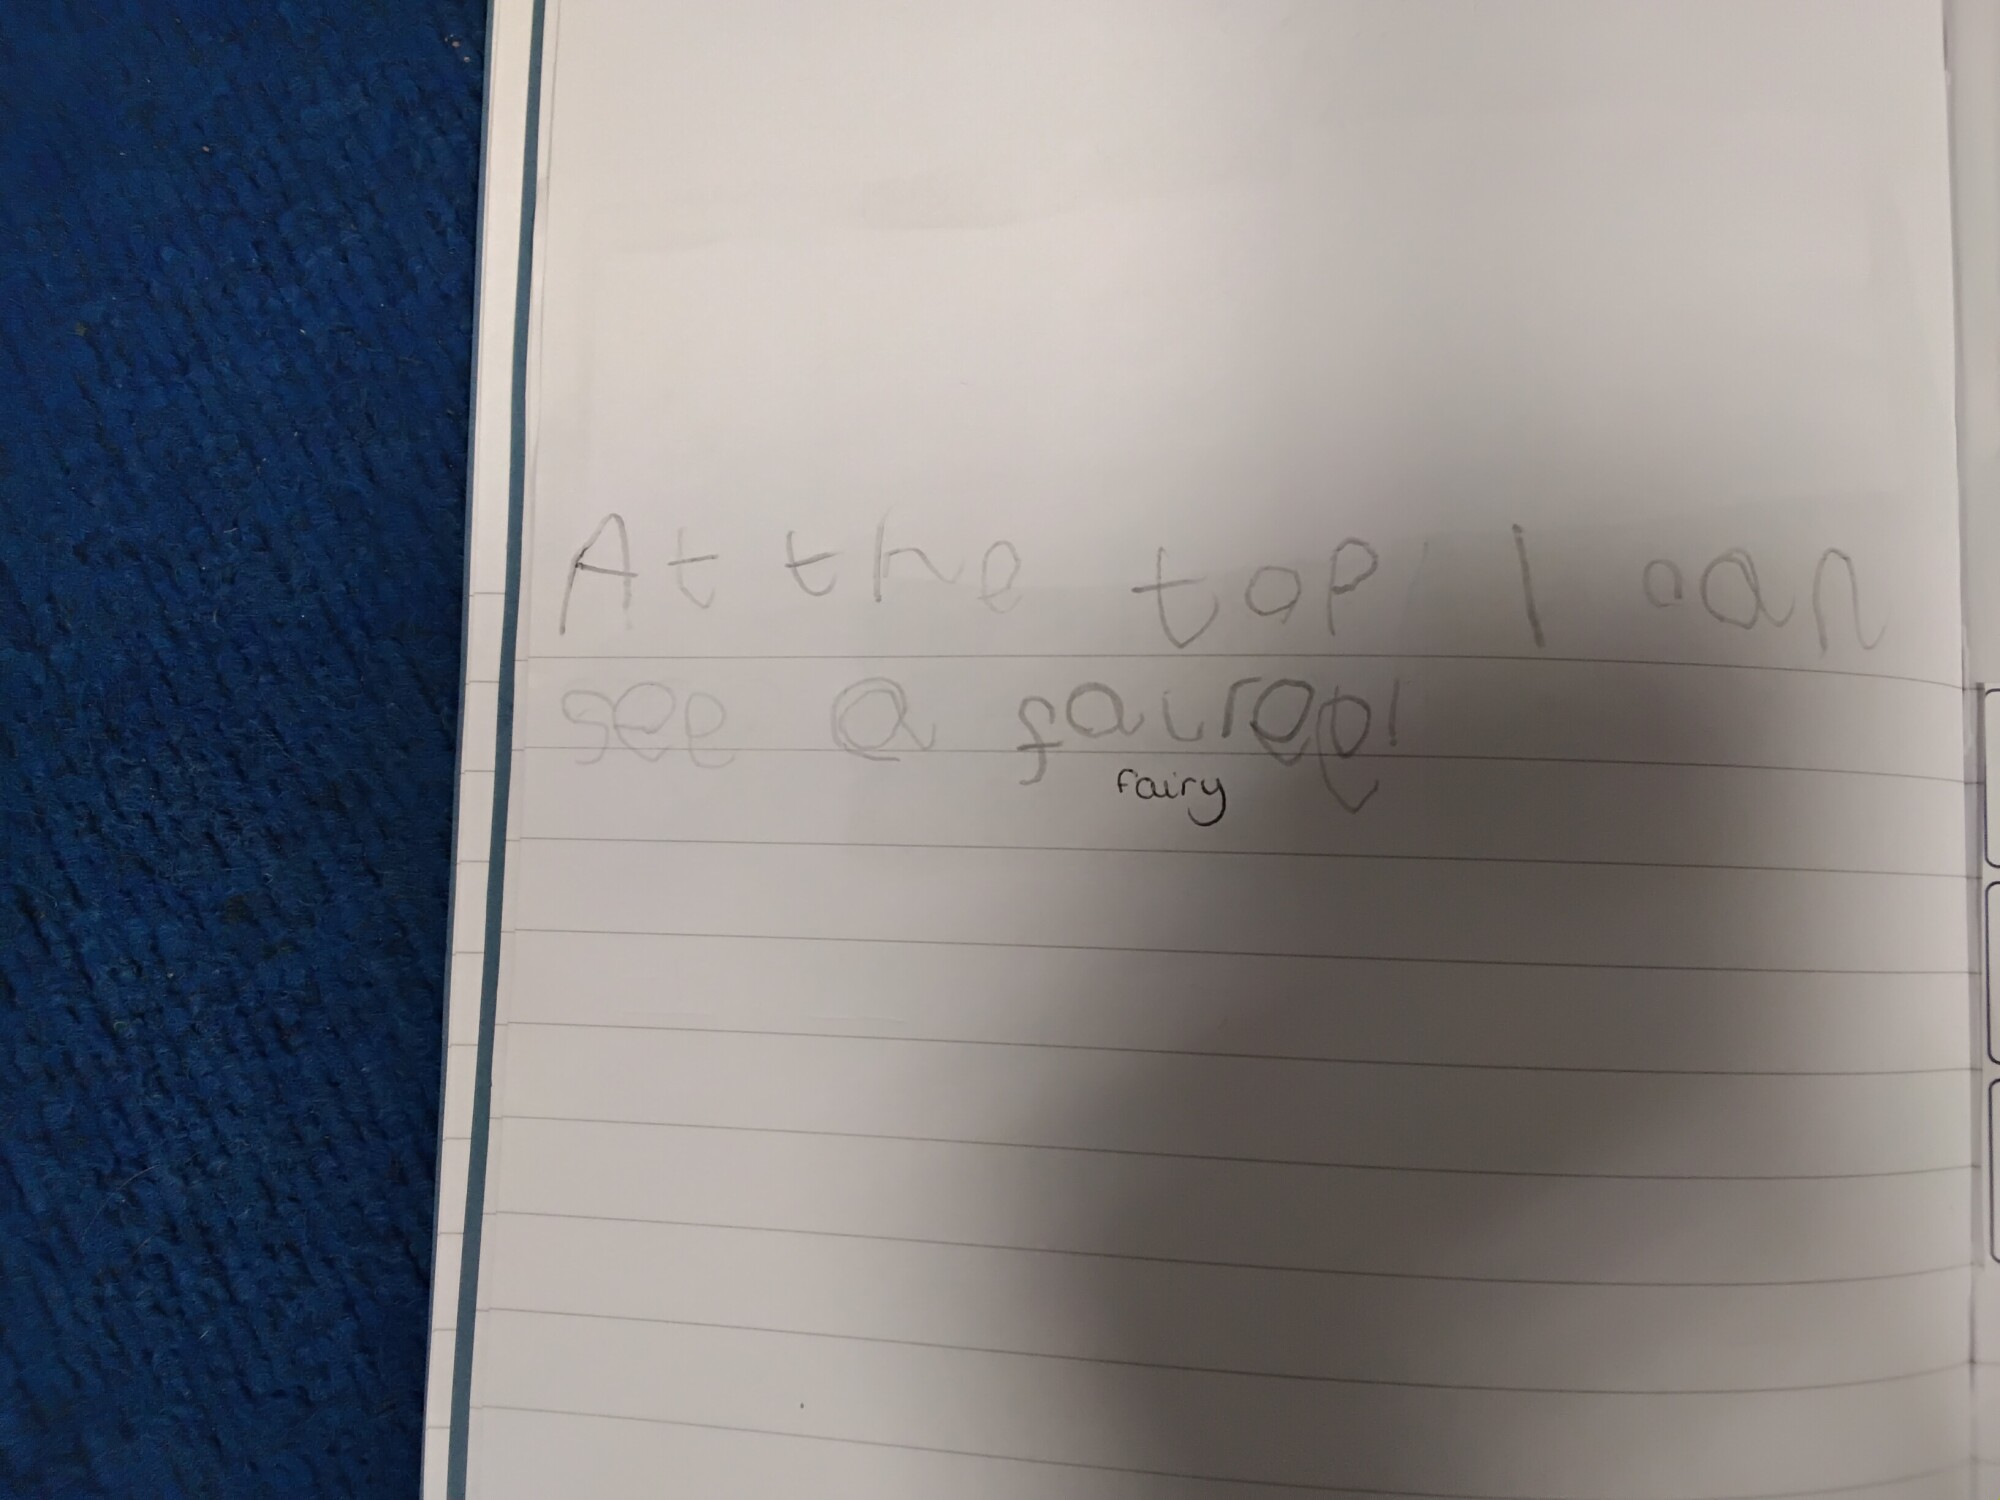 At the top I can
see a fairee!
fairy